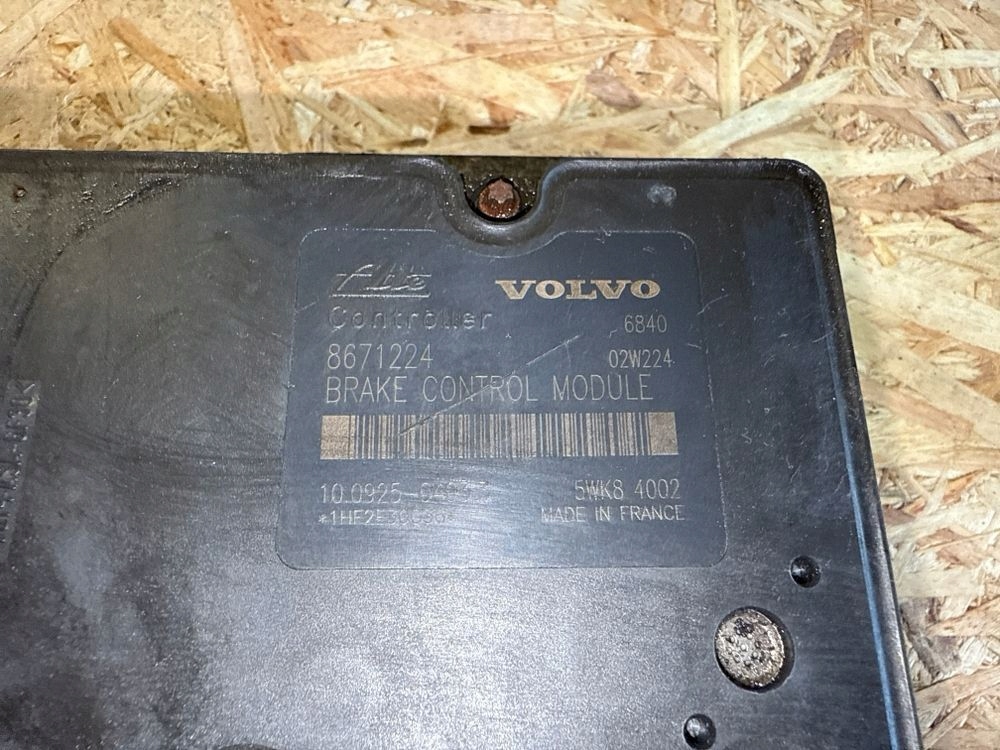 Ate
VOLVO
Controller
6840
8671224
02W224
BRAKE CONTROL MODULE
5WK8 4002
MADE IN FRANCE